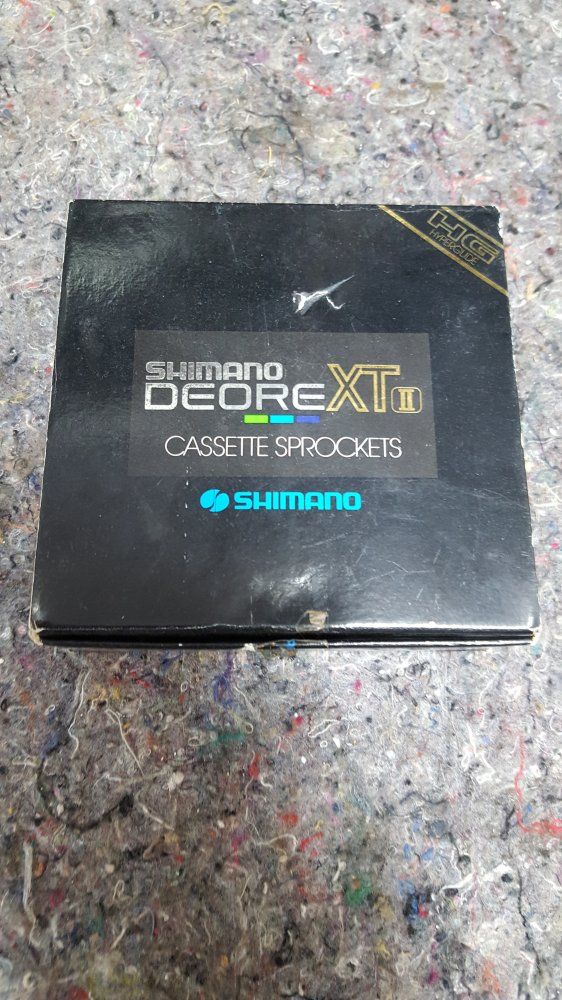 HG
HYPERGLIDE
SHIMANO
DEORE XT II
CASSETTE SPROCKETS
SHIMANO